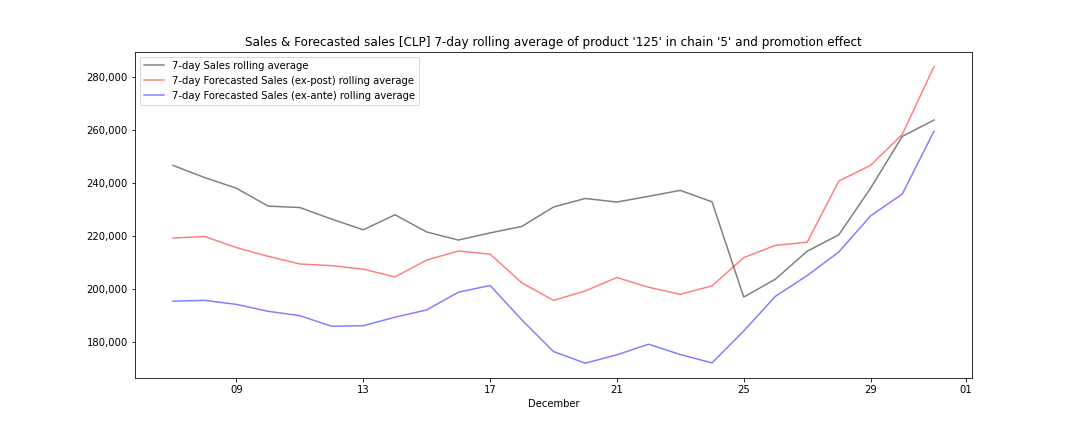 Sales & Forecasted sales [CLP] 7-day rolling average of product '125' in chain '5' and promotion effect
7-day Sales rolling average
7-day Forecasted Sales (ex-post) rolling average
7-day Forecasted Sales (ex-ante) rolling average
280,000
260,000
240,000
220,000
200,000
180,000
09 13 17 21 25 29 01
December